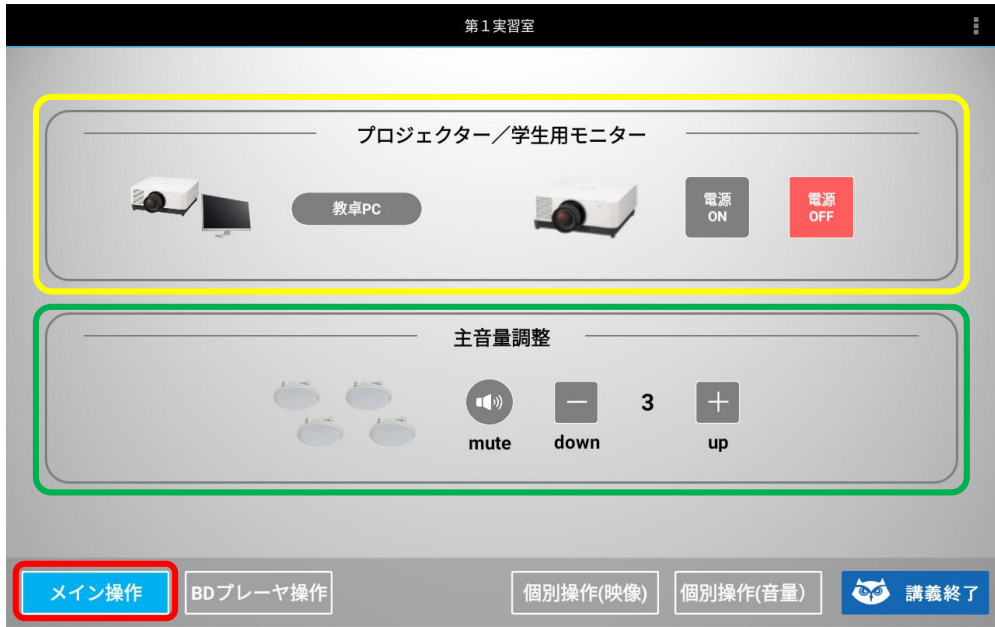 第１実習室
プロジェクター／学生用モニター
教卓PC
電源
ON
電源
OFF
主音量調整
3
mute
down
up
メイン操作
BDプレーヤ操作
個別操作(映像)
個別操作(音量)
講義終了